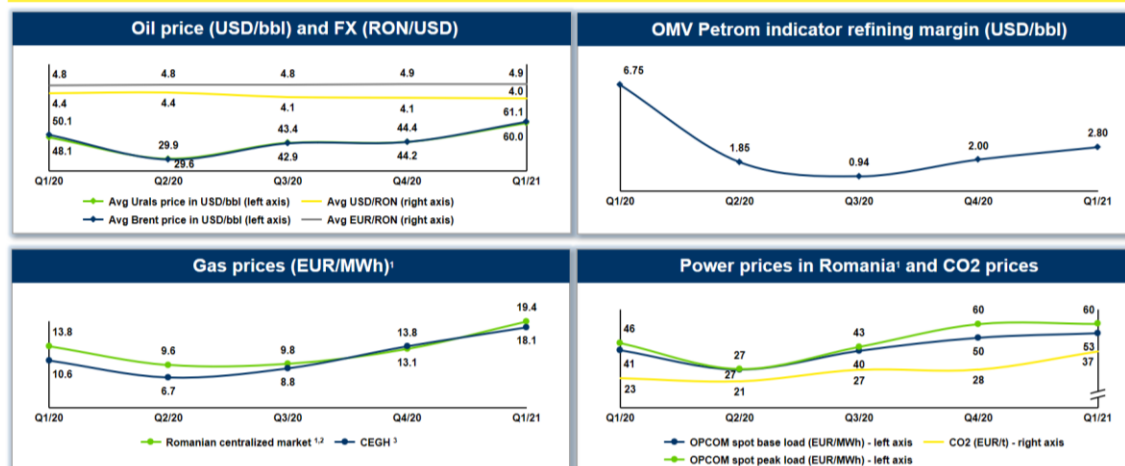 Oil price (USD/bbl) and FX (RON/USD)
4.8 4.8 4.8 4.9 4.9
4.4 4.4 4.1 4.1 4.0
50.1 29.9 43.4 44.4 61.1
48.1 29.6 42.9 44.2 60.0
Q1/20 Q2/20 Q3/20 Q4/20 Q1/21
Avg Urals price in USD/bbl (left axis) Avg USD/RON (right axis)
Avg Brent price in USD/bbl (left axis) Avg EUR/RON (right axis)
OMV Petrom indicator refining margin (USD/bbl)
6.75 1.85 0.94 2.00 2.80
Q1/20 Q2/20 Q3/20 Q4/20 Q1/21
Gas prices (EUR/MWh)¹
13.8 9.6 9.8 13.8 19.4
10.6 6.7 8.8 13.1 18.1
Q1/20 Q2/20 Q3/20 Q4/20 Q1/21
Romanian centralized market ¹,² CEGH ³
Power prices in Romania¹ and CO2 prices
46 27 43 60 60
41 27 40 50 53
23 21 27 28 37
Q1/20 Q2/20 Q3/20 Q4/20 Q1/21
OPCOM spot base load (EUR/MWh) - left axis CO2 (EUR/t) - right axis
OPCOM spot peak load (EUR/MWh) - left axis